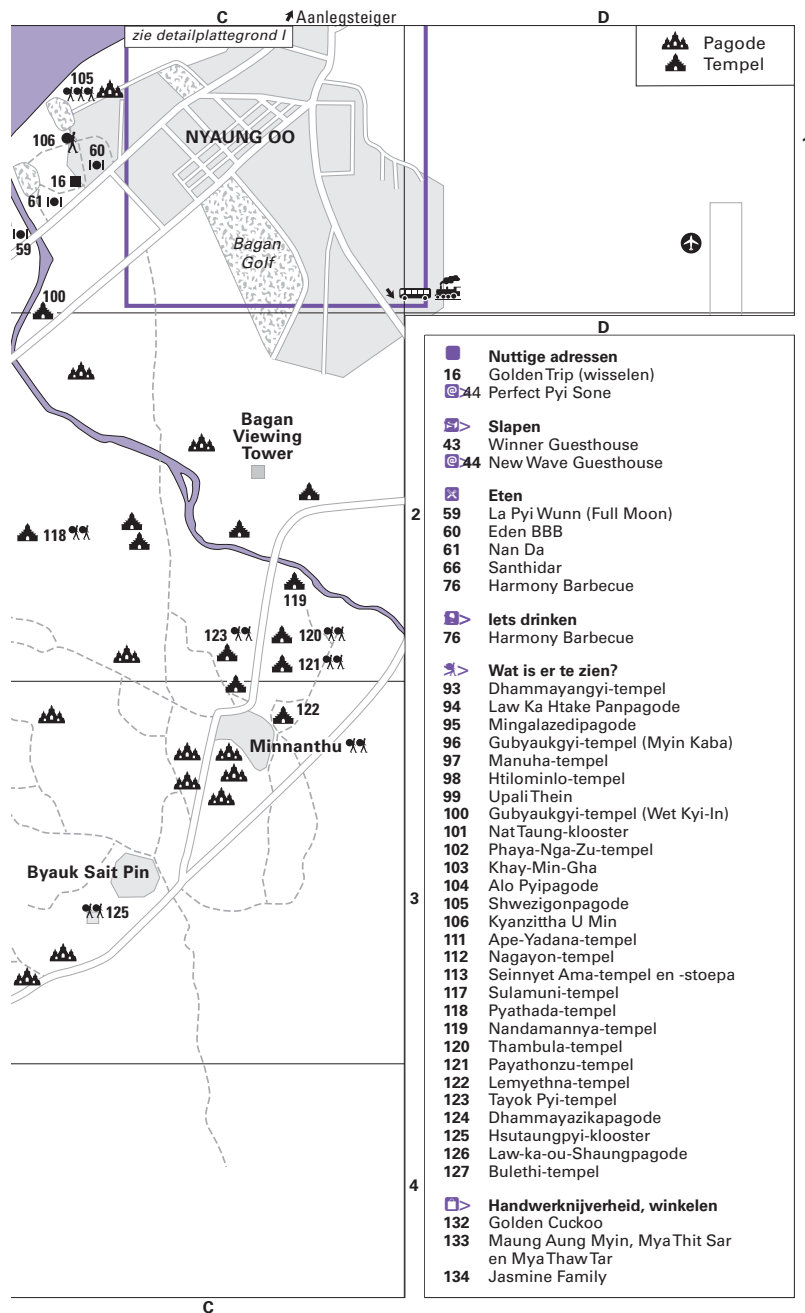 C
Aanlegsteiger
D
zie detailplattegrond I
Pagode
Tempel
105
1
106
NYAUNG OO
60
16
61
59
Bagan
Golf
100
D
Bagan
Viewing
Tower
2
118
119
123
120
121
122
Minnanthu
Byauk Sait Pin
3
125
4
C
Nuttige adressen
16 Golden Trip (wisselen)
@>44 Perfect Pyi Sone
Slapen
43 Winner Guesthouse
@>44 New Wave Guesthouse
Eten
59 La Pyi Wunn (Full Moon)
60 Eden BBB
61 Nan Da
66 Santhidar
76 Harmony Barbecue
Iets drinken
76 Harmony Barbecue
Wat is er te zien?
93 Dhammayangyi-tempel
94 Law Ka Htake Panpagode
95 Mingalazedipagode
96 Gubyaukgyi-tempel (Myin Kaba)
97 Manuha-tempel
98 Htilominlo-tempel
99 Upali Thein
100 Gubyaukgyi-tempel (Wet Kyi-In)
101 Nat Taung-klooster
102 Phaya-Nga-Zu-tempel
103 Khay-Min-Gha
104 Alo Pyipagode
105 Shwezigonpagode
106 Kyanzittha U Min
111 Ape-Yadana-tempel
112 Nagayon-tempel
113 Seinnyet Ama-tempel en -stoepa
117 Sulamuni-tempel
118 Pyathada-tempel
119 Nandamannya-tempel
120 Thambula-tempel
121 Payathonzu-tempel
122 Lemyethna-tempel
123 Tayok Pyi-tempel
124 Dhammayazikapagode
125 Hsutaungpyi-klooster
126 Law-ka-ou-Shaungpagode
127 Bulethi-tempel
Handwerknijverheid, winkelen
132 Golden Cuckoo
133 Maung Aung Myin, Mya Thit Sar
en Mya Thaw Tar
134 Jasmine Family